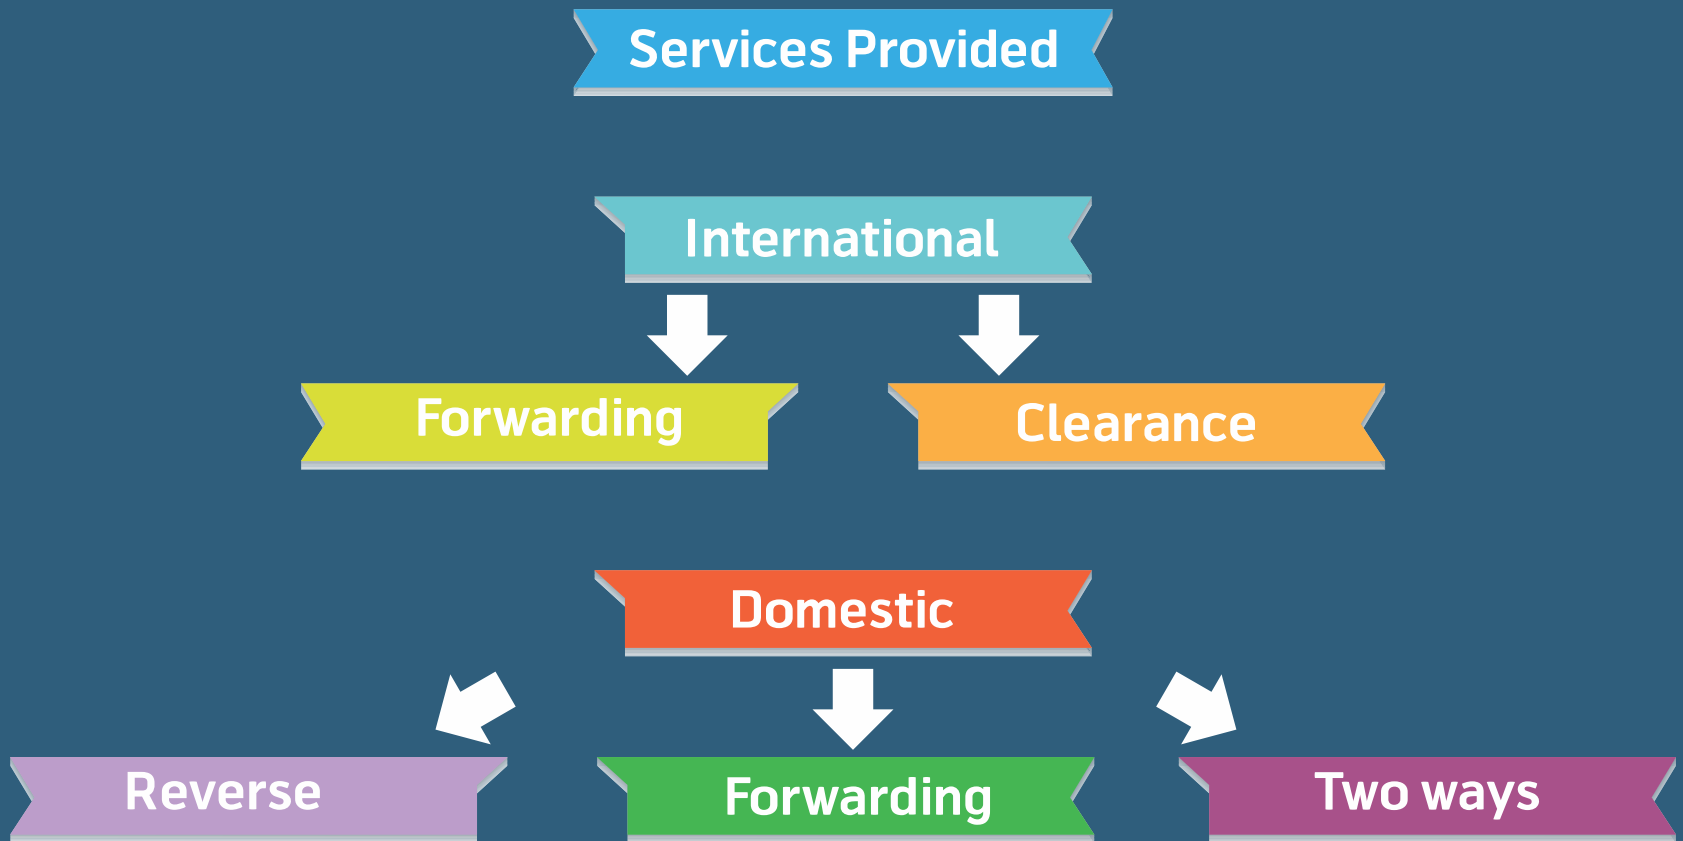 Services Provided
International
Forwarding
Clearance
Domestic
Reverse
Forwarding
Two ways